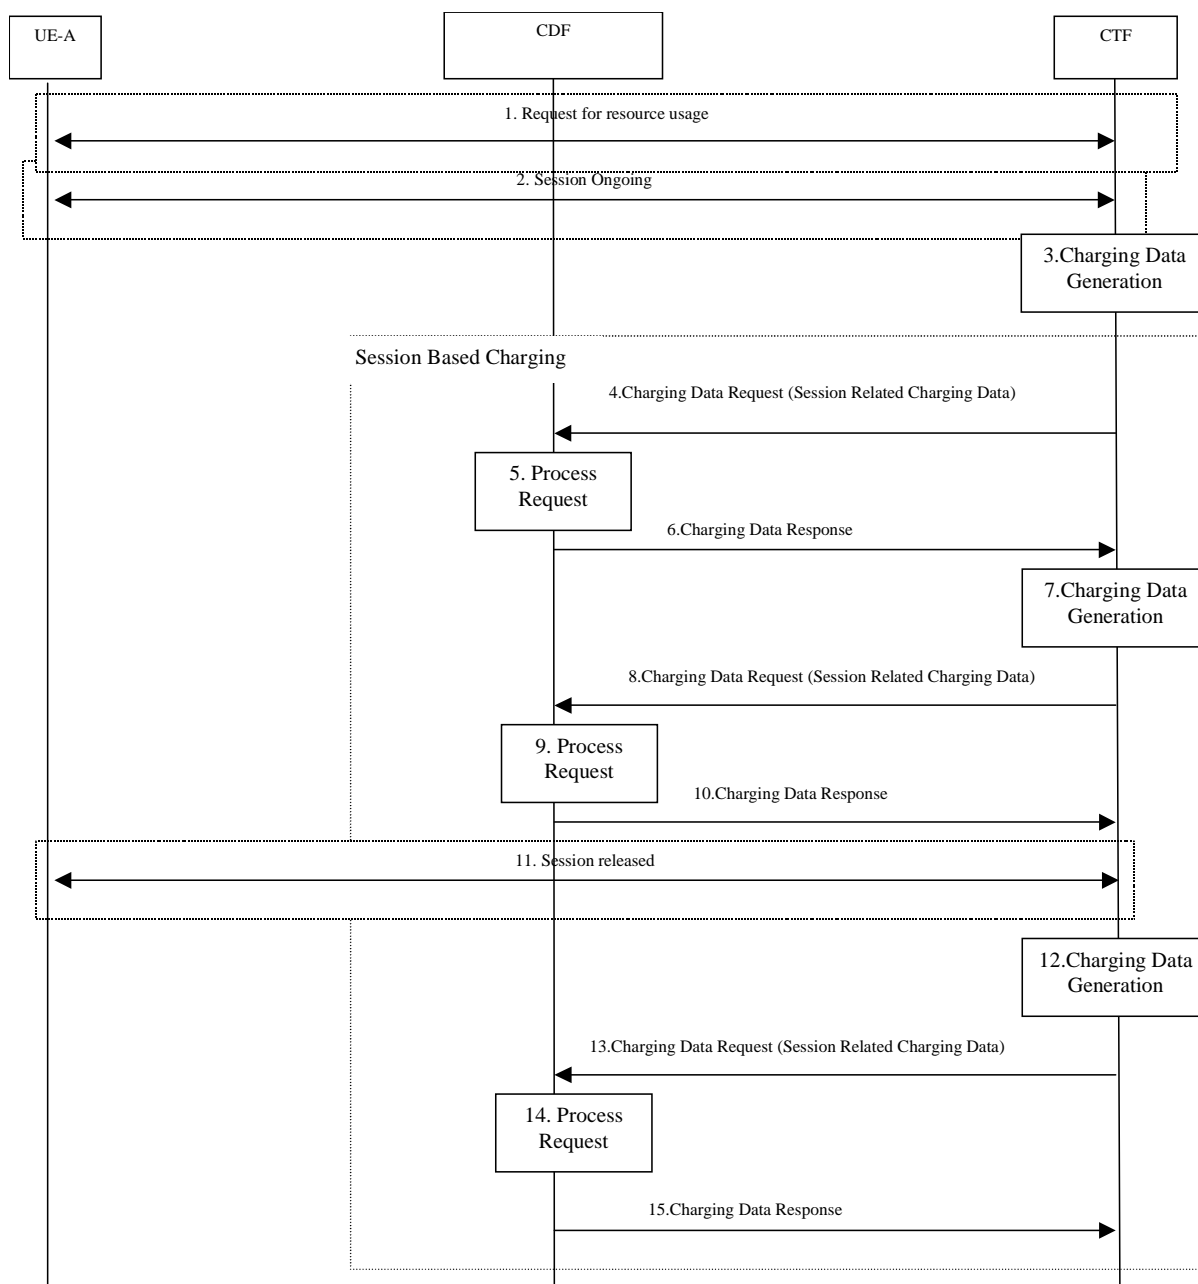 UE-A
CDF
CTF
1. Request for resource usage
2. Session Ongoing
3.Charging Data
Generation
Session Based Charging
4.Charging Data Request (Session Related Charging Data)
5. Process
Request
6.Charging Data Response
7.Charging Data
Generation
8.Charging Data Request (Session Related Charging Data)
9. Process
Request
10.Charging Data Response
11. Session released
12.Charging Data
Generation
13.Charging Data Request (Session Related Charging Data)
14. Process
Request
15.Charging Data Response